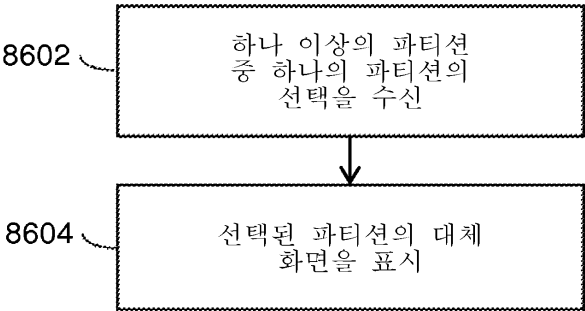 8602
하나 이상의 파티션
중 하나의 파티션의
선택을 수신
8604
선택된 파티션의 대체
화면을 표시